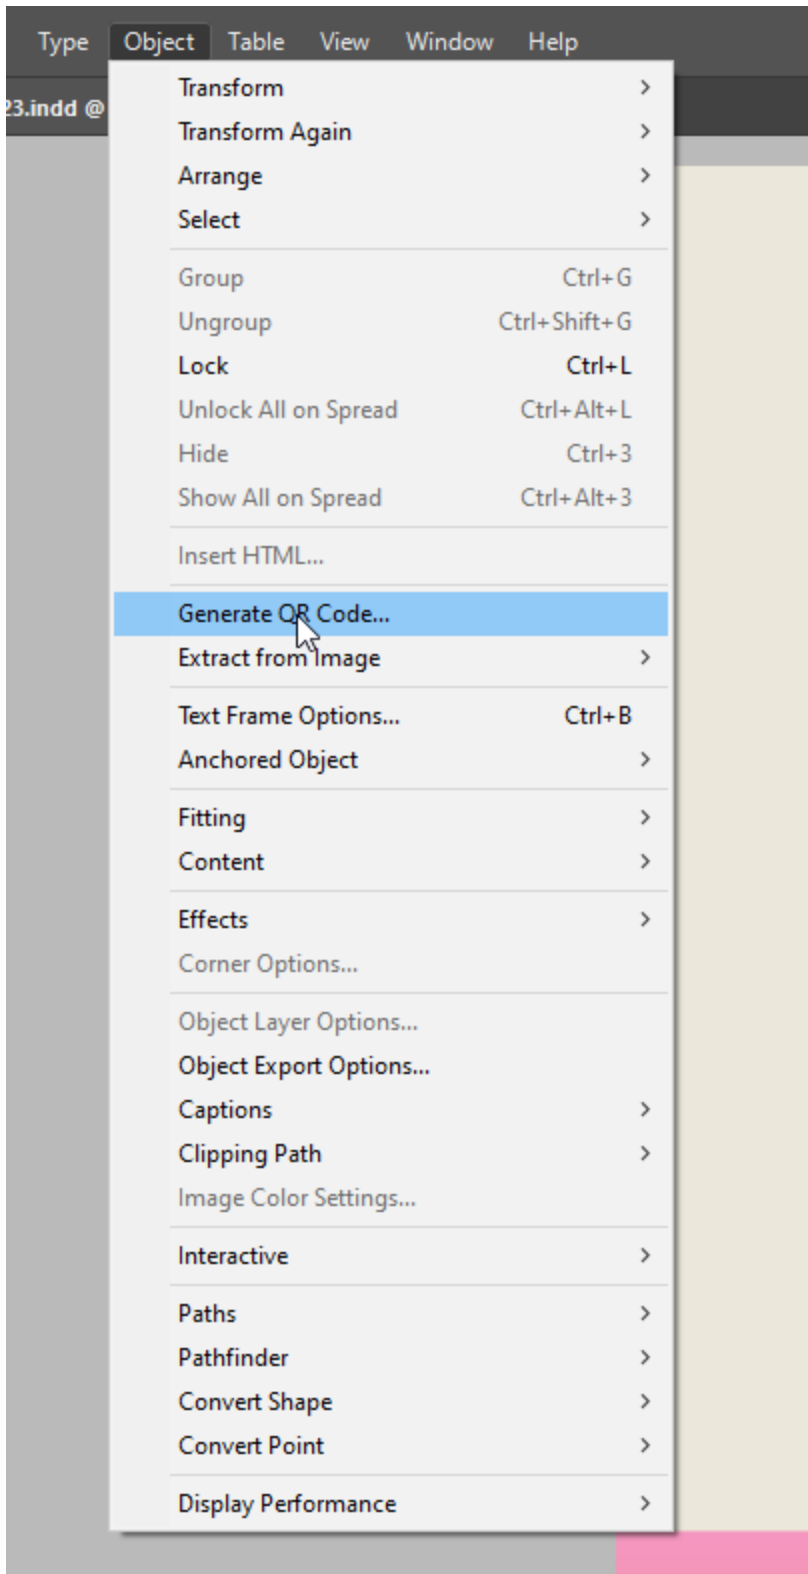 Type Object Table View Window Help
23.indd @
Transform
Transform Again
Arrange
Select
Group Ctrl+G
Ungroup Ctrl+Shift+G
Lock Ctrl+L
Unlock All on Spread Ctrl+Alt+L
Hide Ctrl+3
Show All on Spread Ctrl+Alt+3
Insert HTML...
Generate QR Code...
Extract from Image
Text Frame Options... Ctrl+B
Anchored Object
Fitting
Content
Effects
Corner Options...
Object Layer Options...
Object Export Options...
Captions
Clipping Path
Image Color Settings...
Interactive
Paths
Pathfinder
Convert Shape
Convert Point
Display Performance